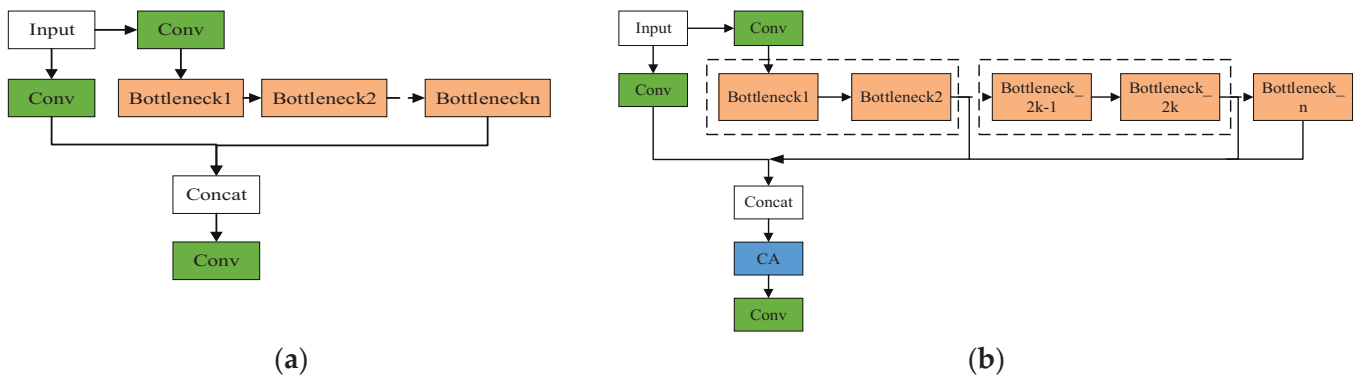 Input
Conv
Conv
Bottleneck1
Bottleneck2
Bottleneckn
Concat
Conv
(a)
Input
Conv
Conv
Bottleneck1
Bottleneck2
Bottleneck_
2k-1
Bottleneck_
2k
Bottleneck_
n
Concat
CA
Conv
(b)